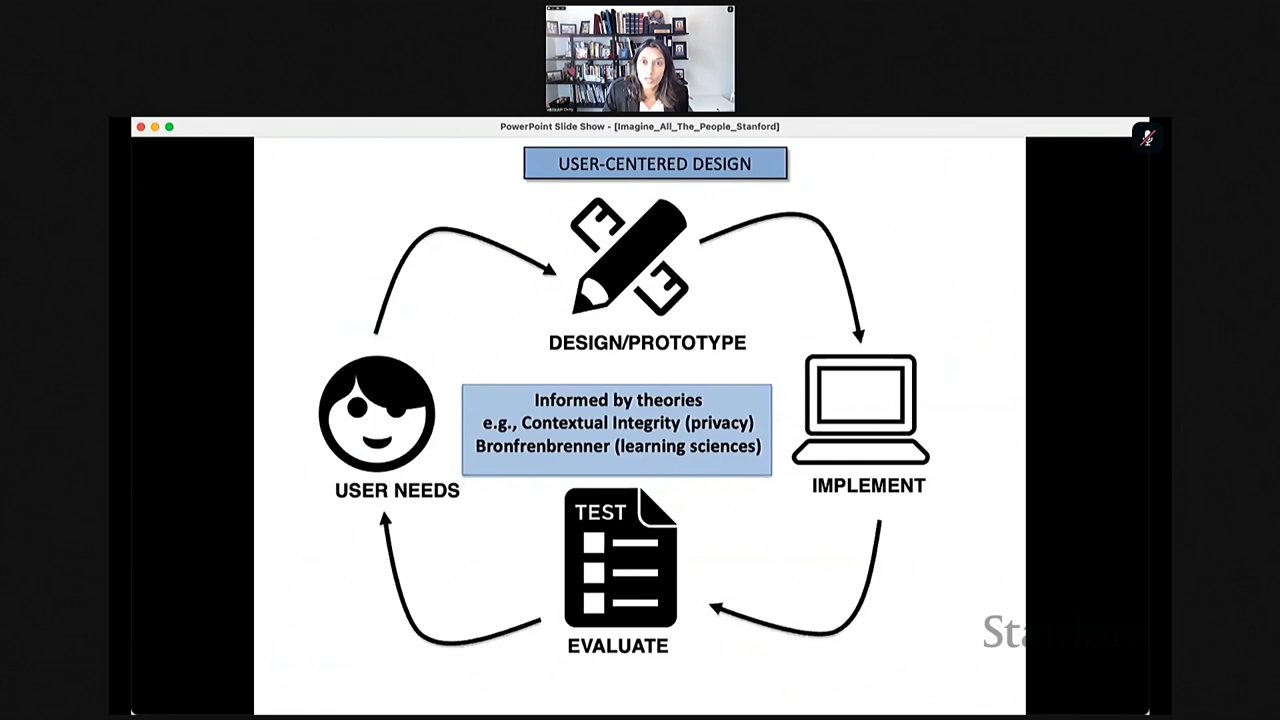 PowerPoint Slide Show - [Imagine_All_The_People_Stanford]
USER-CENTERED DESIGN
DESIGN/PROTOTYPE
Informed by theories
e.g., Contextual Integrity (privacy)
Bronfrenbrenner (learning sciences)
USER NEEDS
IMPLEMENT
TEST
EVALUATE
Stanford